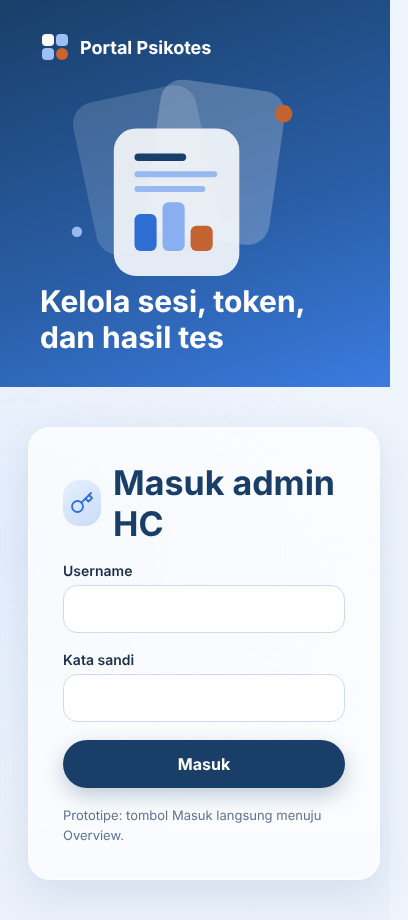 Portal Psikotes
Kelola sesi, token,
dan hasil tes
Masuk admin
HC
Username
Kata sandi
Masuk
Prototipe: tombol Masuk langsung menuju
Overview.